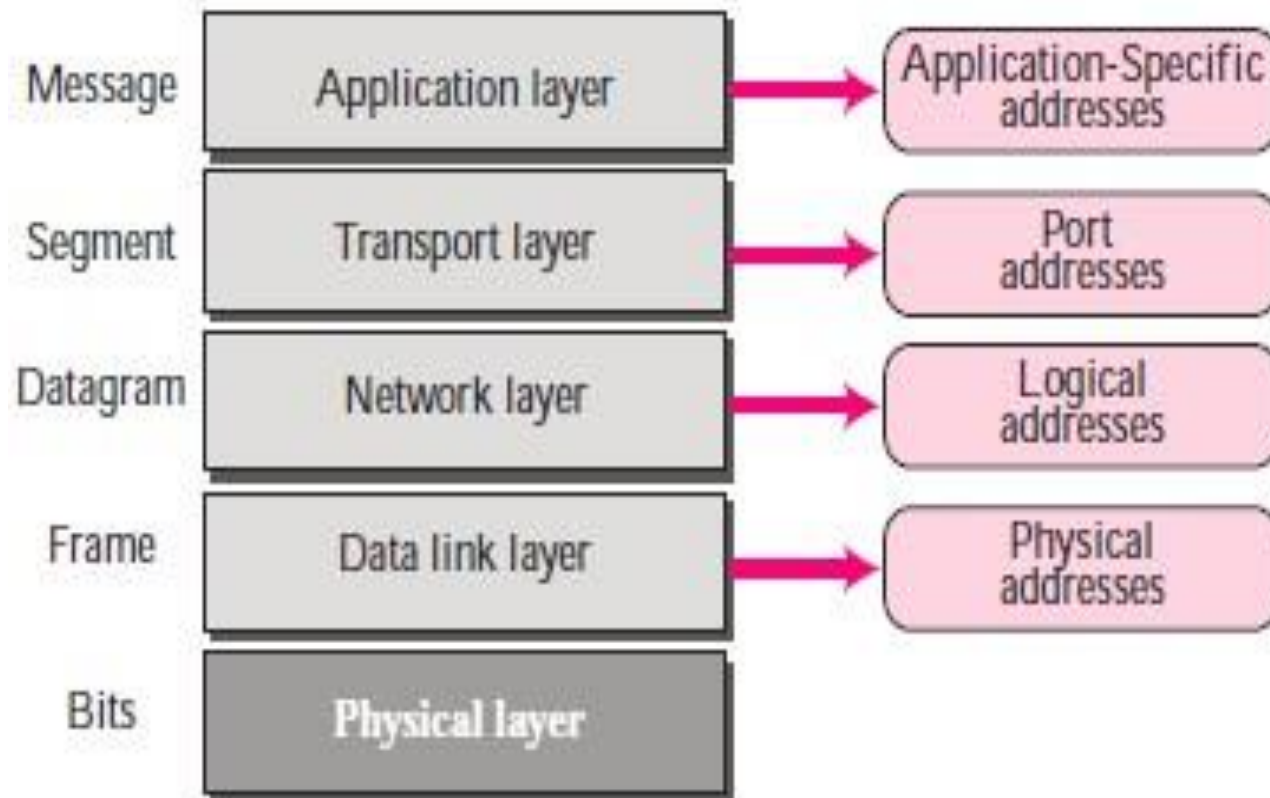 Message
Application layer
Application-Specific
addresses
Segment
Transport layer
Port
addresses
Datagram
Network layer
Logical
addresses
Frame
Data link layer
Physical
addresses
Bits
Physical layer